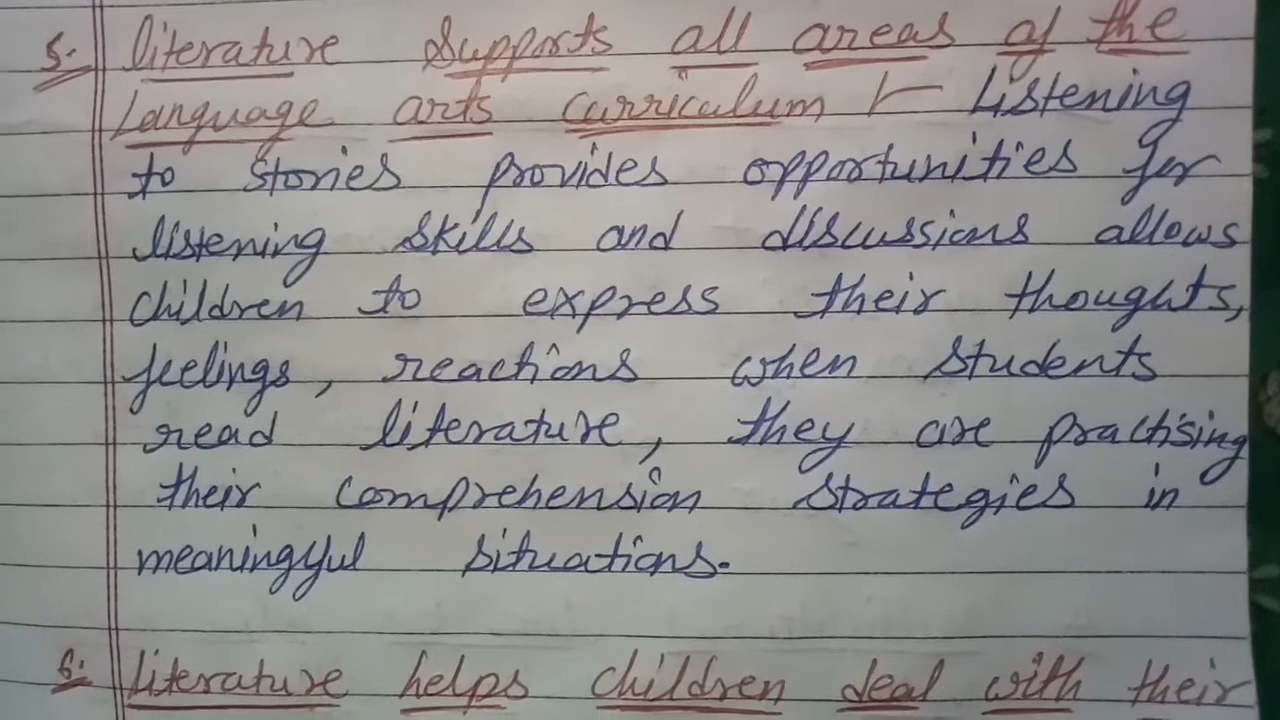 5. literature supports all areas of the
Language arts curriculum :- Listening
to stories provides opportunities for
listening skills and discussions allows
children to express their thoughts,
feelings, reactions when students
read literature, they are practising
their comprehension strategies in
meaningful situations.
6. literature helps children deal with their